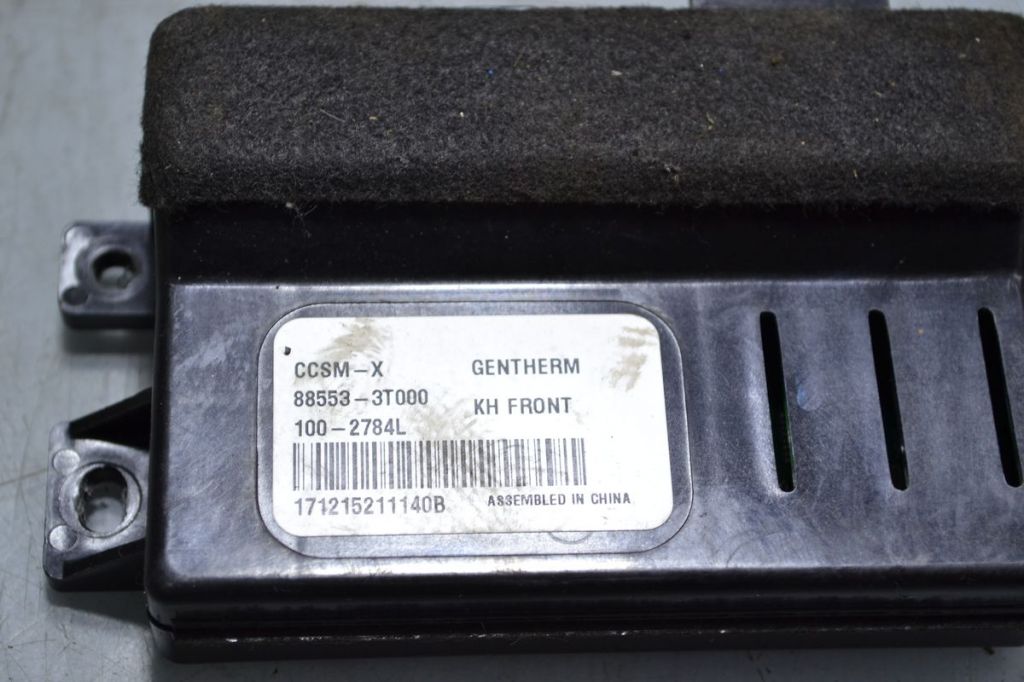 CCSM-X GENTHERM
88553-3T000 KH FRONT
100-2784L
171215211140B ASSEMBLED IN CHINA